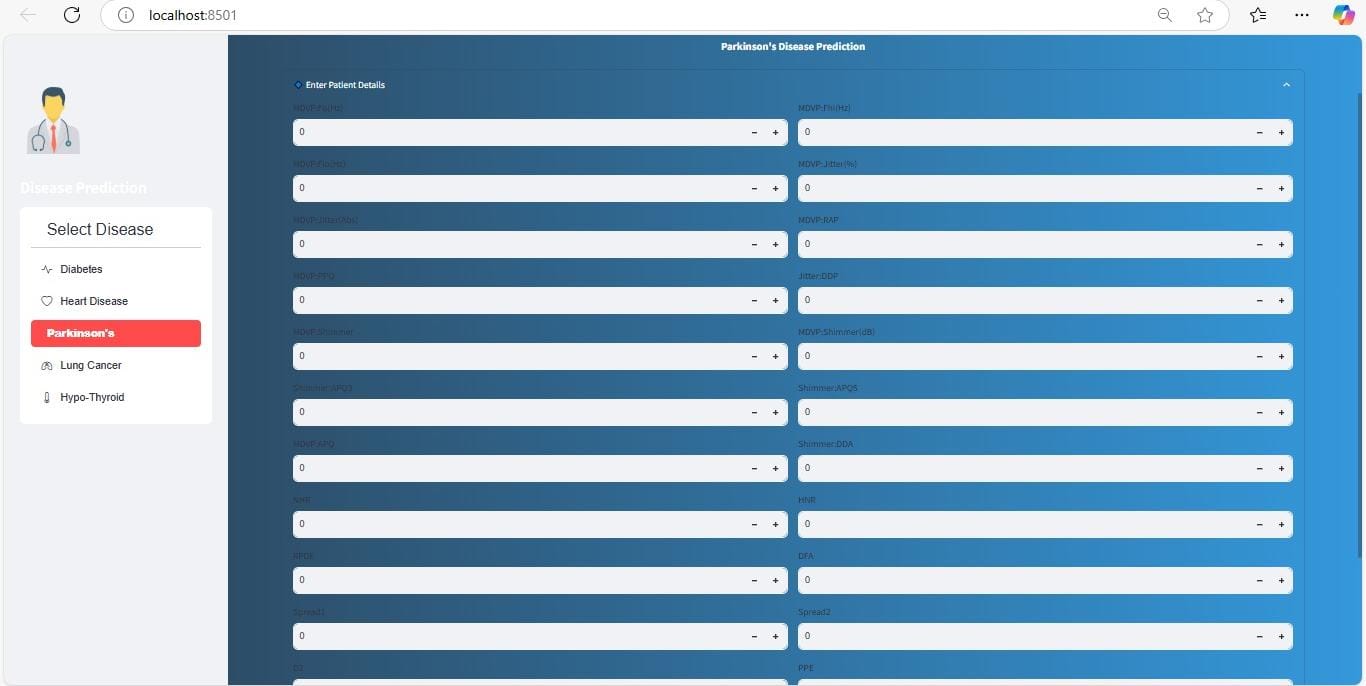 localhost:8501
Parkinson's Disease Prediction
Enter Patient Details
Disease Prediction
Select Disease
Diabetes
Heart Disease
Parkinson's
Lung Cancer
Hypo-Thyroid
MDVP:Fo(Hz) MDVP:Fhi(Hz)
0 − + 0 − +
MDVP:Flo(Hz) MDVP:Jitter(%)
0 − + 0 − +
MDVP:Jitter(Abs) MDVP:RAP
0 − + 0 − +
MDVP:PPQ Jitter:DDP
0 − + 0 − +
MDVP:Shimmer MDVP:Shimmer(dB)
0 − + 0 − +
Shimmer:APQ3 Shimmer:APQ5
0 − + 0 − +
MDVP:APQ Shimmer:DDA
0 − + 0 − +
NHR HNR
0 − + 0 − +
RPDE DFA
0 − + 0 − +
Spread1 Spread2
0 − + 0 − +
D2 PPE